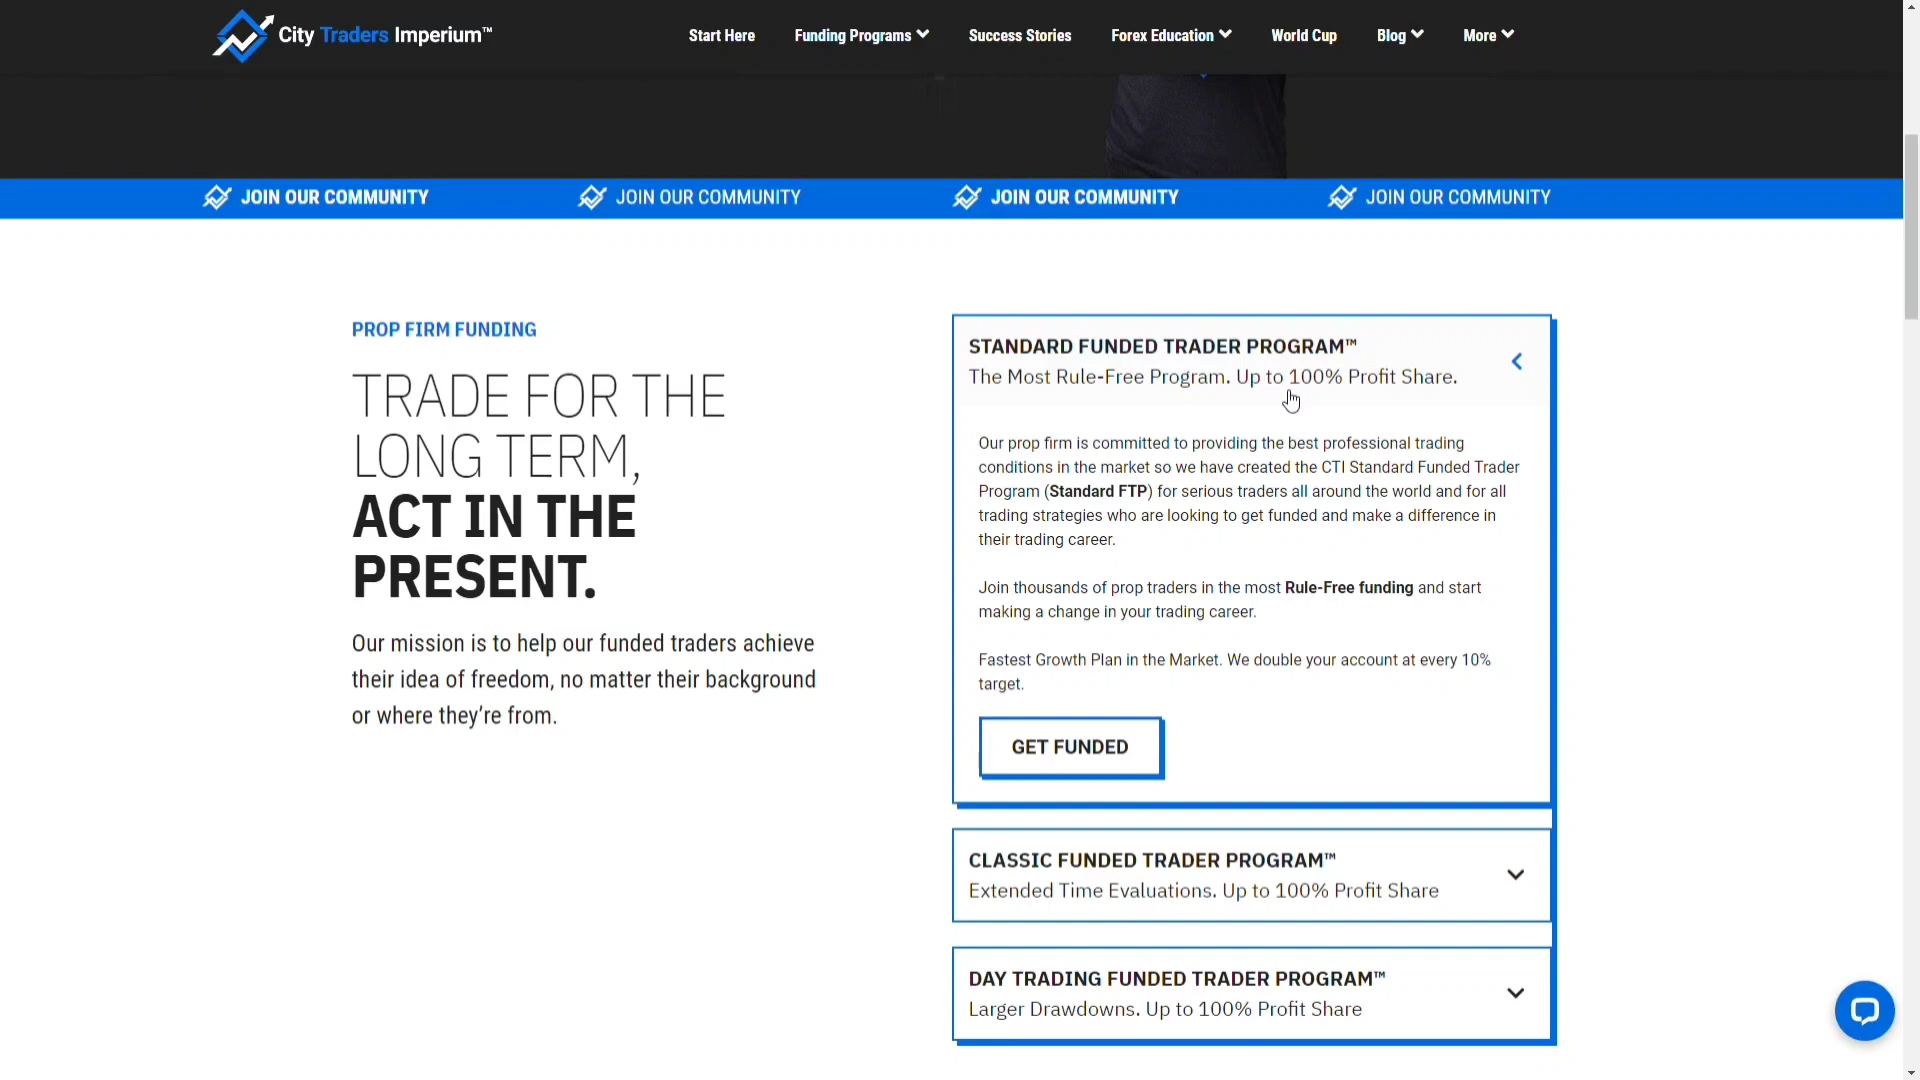 City Traders Imperium™
Start Here
Funding Programs
Success Stories
Forex Education
World Cup
Blog
More
JOIN OUR COMMUNITY
JOIN OUR COMMUNITY
JOIN OUR COMMUNITY
JOIN OUR COMMUNITY
PROP FIRM FUNDING
TRADE FOR THE
LONG TERM,
ACT IN THE
PRESENT.
Our mission is to help our funded traders achieve
their idea of freedom, no matter their background
or where they’re from.
STANDARD FUNDED TRADER PROGRAM™
The Most Rule-Free Program. Up to 100% Profit Share.
Our prop firm is committed to providing the best professional trading
conditions in the market so we have created the CTI Standard Funded Trader
Program (Standard FTP) for serious traders all around the world and for all
trading strategies who are looking to get funded and make a difference in
their trading career.
Join thousands of prop traders in the most Rule-Free funding and start
making a change in your trading career.
Fastest Growth Plan in the Market. We double your account at every 10%
target.
GET FUNDED
CLASSIC FUNDED TRADER PROGRAM™
Extended Time Evaluations. Up to 100% Profit Share
DAY TRADING FUNDED TRADER PROGRAM™
Larger Drawdowns. Up to 100% Profit Share